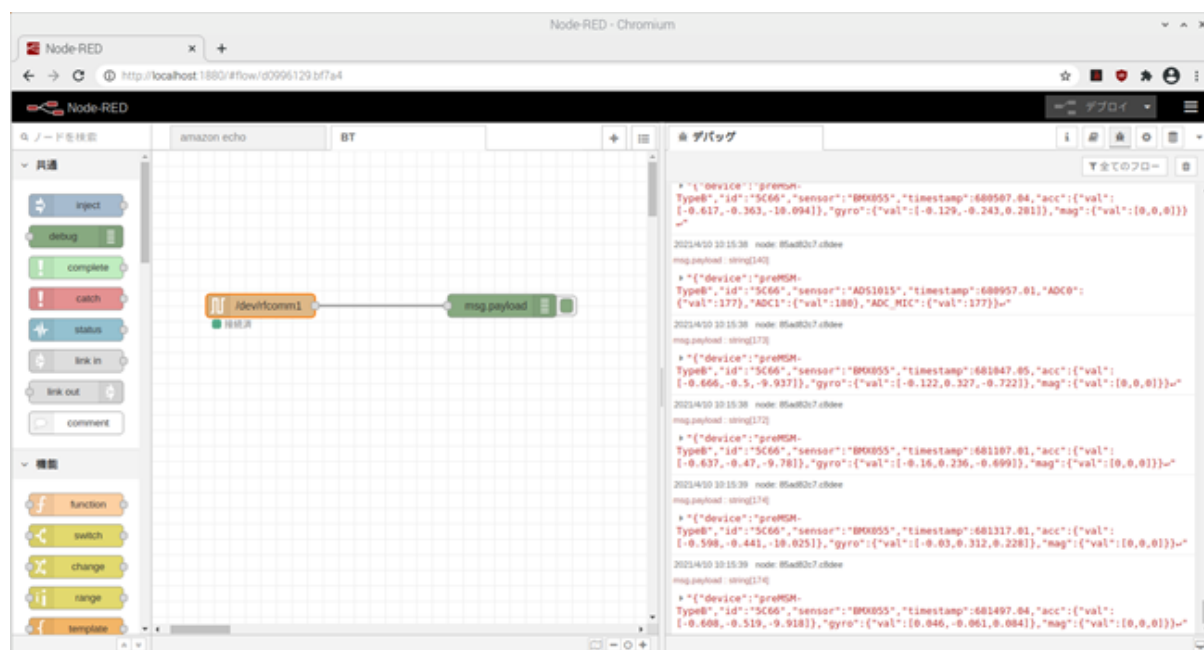 Node-RED - Chromium
Node-RED
http://localhost:1880/#flow/d0996129.bf7a4
Node-RED
デプロイ
ノードを検索
amazon echo
BT
デバッグ
全てのフロー
共通
inject
debug
complete
catch
status
link in
link out
comment
機能
function
switch
change
range
template
/dev/rfcomm1
接続済
msg.payload
"{"device":"preMSM-
TypeB","id":"5C66","sensor":"BMX055","timestamp":680507.04,"acc":{"val":
[-0.617,-0.363,-10.094]},"gyro":{"val":[-0.129,-0.243,0.201]},"mag":{"val":[0,0,0]}}
↵"
2021/4/10 10:15:38 node: 85ad82c7.c8dee
msg.payload : string[140]
"{"device":"preMSM-
TypeB","id":"5C66","sensor":"ADS1015","timestamp":680957.01,"ADC0":
{"val":177},"ADC1":{"val":180},"ADC_MIC":{"val":177}}↵"
2021/4/10 10:15:38 node: 85ad82c7.c8dee
msg.payload : string[173]
"{"device":"preMSM-
TypeB","id":"5C66","sensor":"BMX055","timestamp":681047.05,"acc":{"val":
[-0.666,-0.5,-9.937]},"gyro":{"val":[-0.122,0.327,-0.722]},"mag":{"val":[0,0,0]}}↵"
2021/4/10 10:15:38 node: 85ad82c7.c8dee
msg.payload : string[172]
"{"device":"preMSM-
TypeB","id":"5C66","sensor":"BMX055","timestamp":681107.01,"acc":{"val":
[-0.637,-0.47,-9.78]},"gyro":{"val":[-0.16,0.236,-0.699]},"mag":{"val":[0,0,0]}}↵"
2021/4/10 10:15:39 node: 85ad82c7.c8dee
msg.payload : string[174]
"{"device":"preMSM-
TypeB","id":"5C66","sensor":"BMX055","timestamp":681317.01,"acc":{"val":
[-0.598,-0.441,-10.025]},"gyro":{"val":[-0.03,0.312,0.228]},"mag":{"val":[0,0,0]}}↵"
2021/4/10 10:15:39 node: 85ad82c7.c8dee
msg.payload : string[174]
"{"device":"preMSM-
TypeB","id":"5C66","sensor":"BMX055","timestamp":681497.04,"acc":{"val":
[-0.608,-0.519,-9.918]},"gyro":{"val":[0.046,-0.061,0.084]},"mag":{"val":[0,0,0]}}↵"